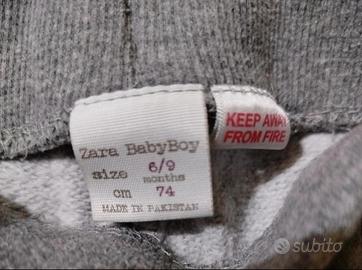 Zara BabyBoy
size 6/9
months
cm 74
MADE IN PAKISTAN
KEEP AWAY
FROM FIRE
subito